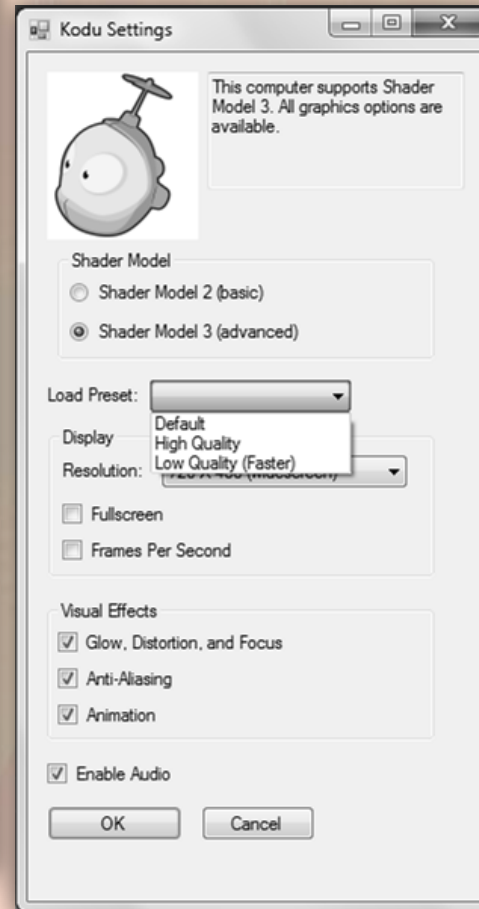 Kodu Settings
This computer supports Shader
Model 3. All graphics options are
available.
Shader Model
Shader Model 2 (basic)
Shader Model 3 (advanced)
Load Preset:
Default
High Quality
Low Quality (Faster)
Display
Resolution:
(widescreen)
Fullscreen
Frames Per Second
Visual Effects
Glow, Distortion, and Focus
Anti-Aliasing
Animation
Enable Audio
OK
Cancel